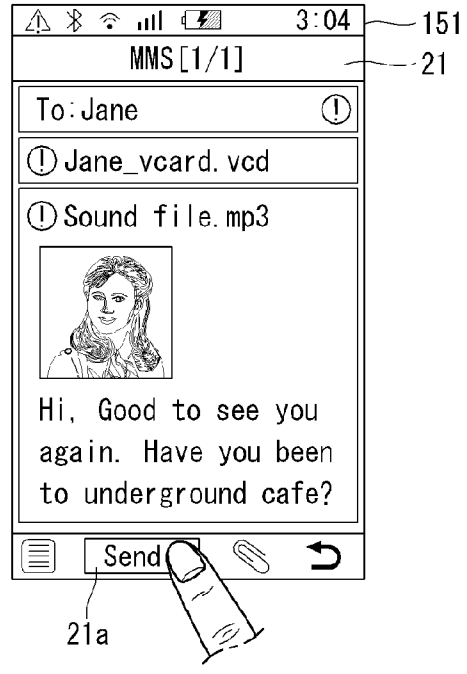 3:04
151
MMS[1/1]
21
To:Jane
Jane_vcard.vcd
Sound file.mp3
Hi, Good to see you
again. Have you been
to underground cafe?
Send
21a